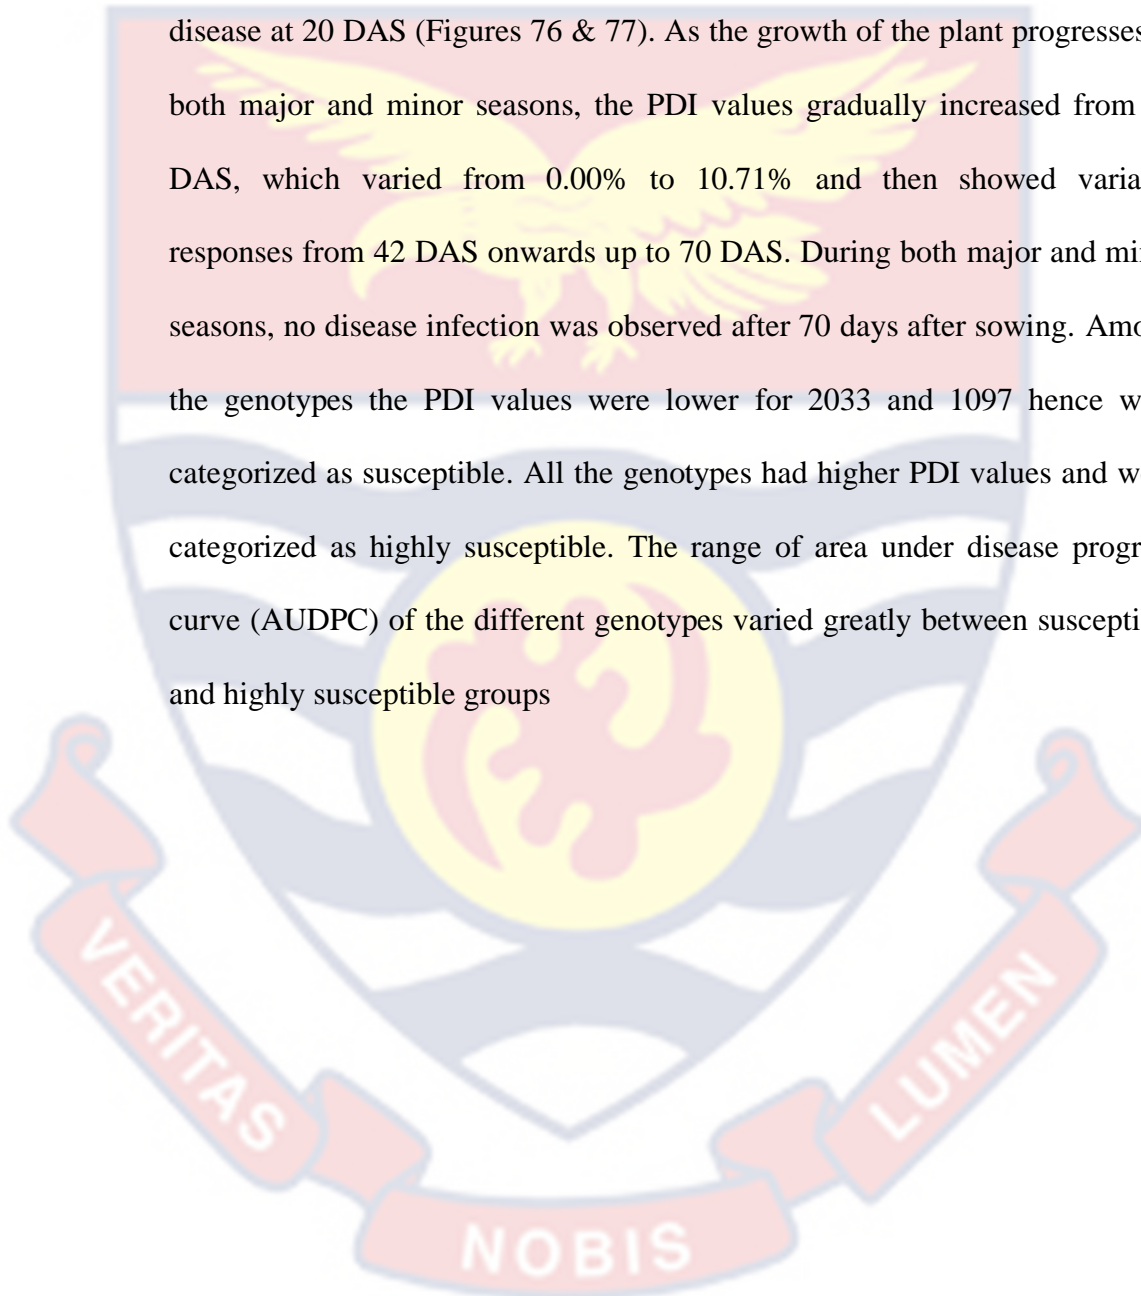 disease at 20 DAS (Figures 76 & 77). As the growth of the plant progresses
both major and minor seasons, the PDI values gradually increased from
DAS, which varied from 0.00% to 10.71% and then showed
responses from 42 DAS onwards up to 70 DAS. During both major and
seasons, no disease infection was observed after 70 days after sowing.
the genotypes the PDI values were lower for 2033 and 1097 hence
categorized as susceptible. All the genotypes had higher PDI values and
categorized as highly susceptible. The range of area under disease
curve (AUDPC) of the different genotypes varied greatly between
and highly susceptible groups
VERITAS
NOBIS
LUMEN